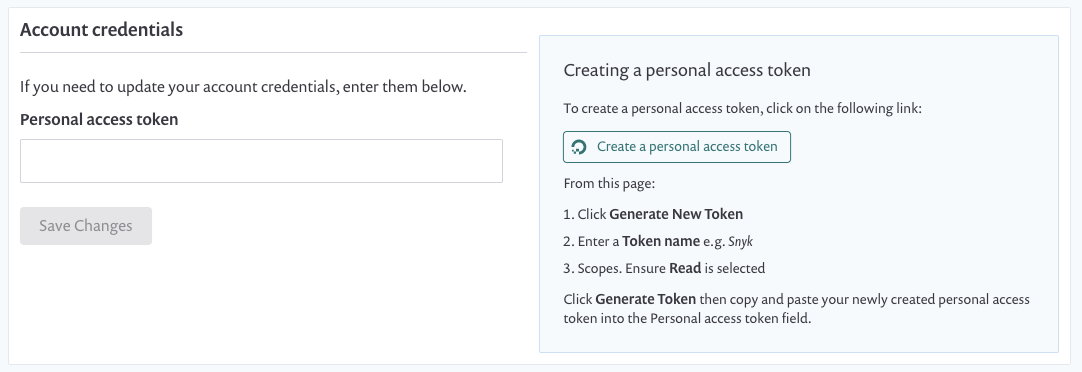 Account credentials
If you need to update your account credentials, enter them below.
Personal access token
Save Changes
Creating a personal access token
To create a personal access token, click on the following link:
Create a personal access token
From this page:
1. Click Generate New Token
2. Enter a Token name e.g. Snyk
3. Scopes. Ensure Read is selected
Click Generate Token then copy and paste your newly created personal access
token into the Personal access token field.